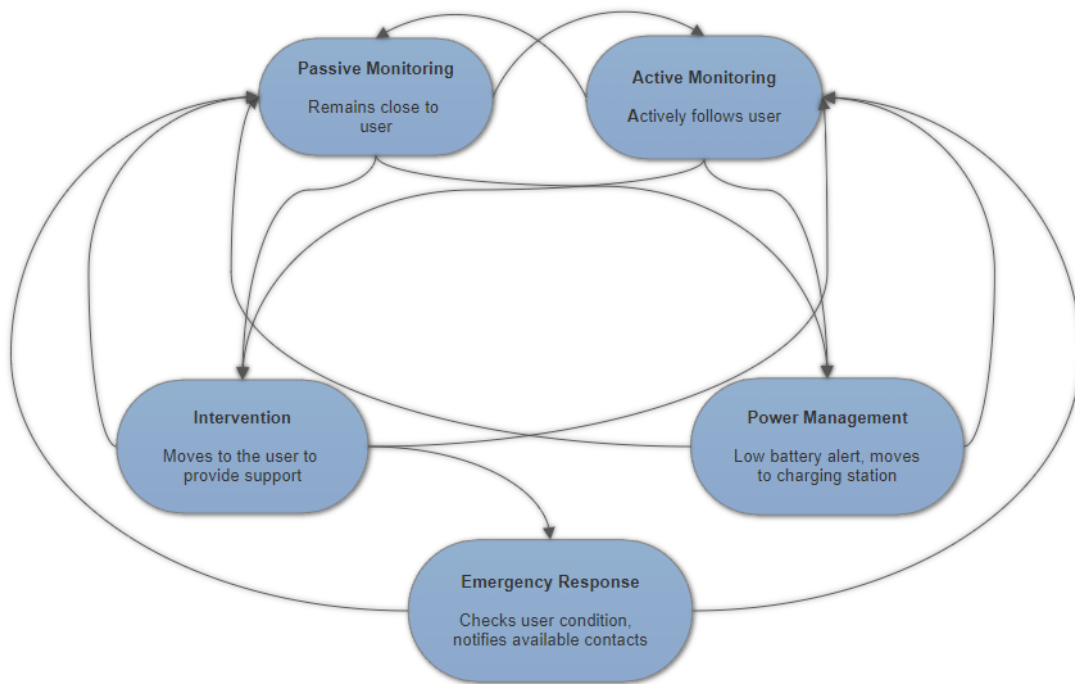 Passive Monitoring
Remains close to
user
Active Monitoring
Actively follows user
Intervention
Moves to the user to
provide support
Power Management
Low battery alert, moves
to charging station
Emergency Response
Checks user condition,
notifies available contacts